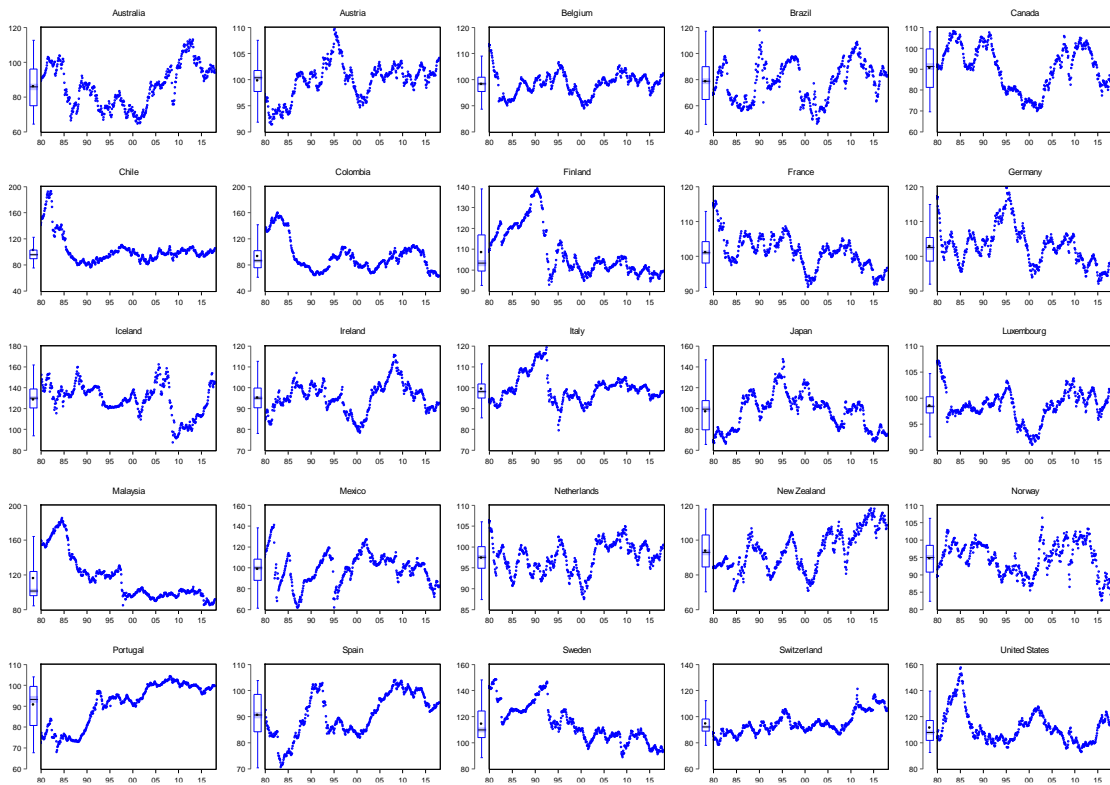 Australia
120
100
80
60
80 85 90 95 00 05 10 15
Austria
110
105
100
95
90
80 85 90 95 00 05 10 15
Belgium
120
110
100
90
80
80 85 90 95 00 05 10 15
Brazil
120
100
80
60
40
80 85 90 95 00 05 10 15
Canada
110
100
90
80
70
60
80 85 90 95 00 05 10 15
Chile
200
160
120
80
40
80 85 90 95 00 05 10 15
Colombia
200
160
120
80
40
80 85 90 95 00 05 10 15
Finland
140
130
120
110
100
90
80 85 90 95 00 05 10 15
France
120
110
100
90
80 85 90 95 00 05 10 15
Germany
120
110
100
90
80 85 90 95 00 05 10 15
Iceland
180
160
140
120
100
80
80 85 90 95 00 05 10 15
Ireland
120
110
100
90
80
70
80 85 90 95 00 05 10 15
Italy
120
110
100
90
80
70
80 85 90 95 00 05 10 15
Japan
160
140
120
100
80
60
80 85 90 95 00 05 10 15
Luxembourg
110
105
100
95
90
80 85 90 95 00 05 10 15
Malaysia
200
160
120
80
80 85 90 95 00 05 10 15
Mexico
160
140
120
100
80
60
80 85 90 95 00 05 10 15
Netherlands
110
105
100
95
90
85
80 85 90 95 00 05 10 15
New Zealand
120
100
80
60
80 85 90 95 00 05 10 15
Norway
110
105
100
95
90
85
80
80 85 90 95 00 05 10 15
Portugal
110
100
90
80
70
60
80 85 90 95 00 05 10 15
Spain
110
100
90
80
70
80 85 90 95 00 05 10 15
Sweden
160
140
120
100
80
80 85 90 95 00 05 10 15
Switzerland
140
120
100
80
60
80 85 90 95 00 05 10 15
United States
160
140
120
100
80
80 85 90 95 00 05 10 15